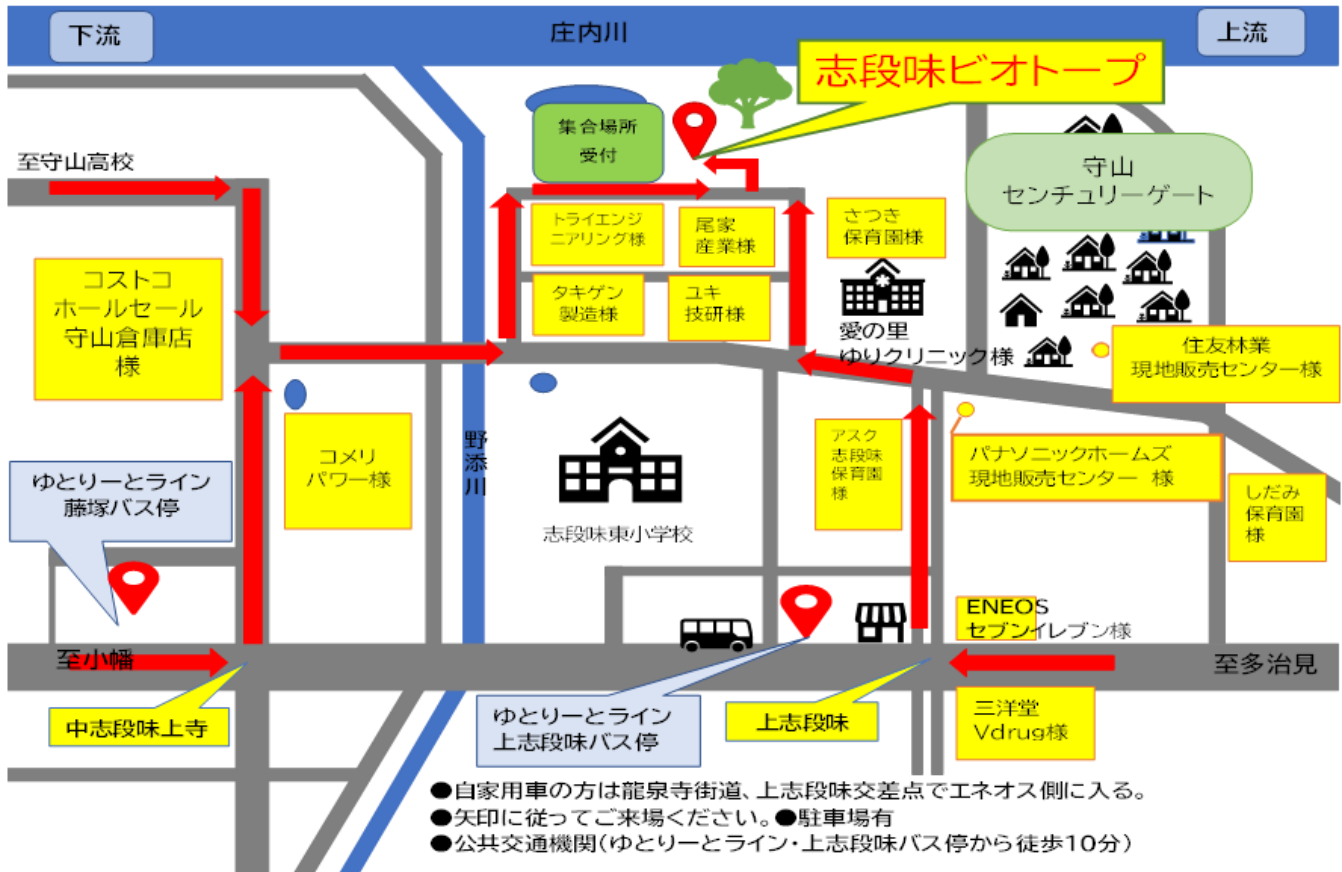 下流
庄内川
上流
志段味ビオトープ
集合場所
受付
守山
センチュリーゲート
至守山高校
トライエンジ
ニアリング様
尾家
産業様
さつき
保育園様
コストコ
ホールセール
守山倉庫店
様
タキゲン
製造様
ユキ
技研様
愛の里
ゆりクリニック様
住友林業
現地販売センター様
コメリ
パワー様
野添川
アスク
志段味
保育園
様
パナソニックホームズ
現地販売センター 様
ゆとりーとライン
藤塚バス停
しだみ
保育園
様
志段味東小学校
ENEOS
セブンイレブン様
至小幡
至多治見
中志段味上寺
ゆとりーとライン
上志段味バス停
上志段味
三洋堂
Vdrug様
●自家用車の方は龍泉寺街道、上志段味交差点でエネオス側に入る。
●矢印に従ってご来場ください。●駐車場有
●公共交通機関(ゆとりーとライン・上志段味バス停から徒歩10分)